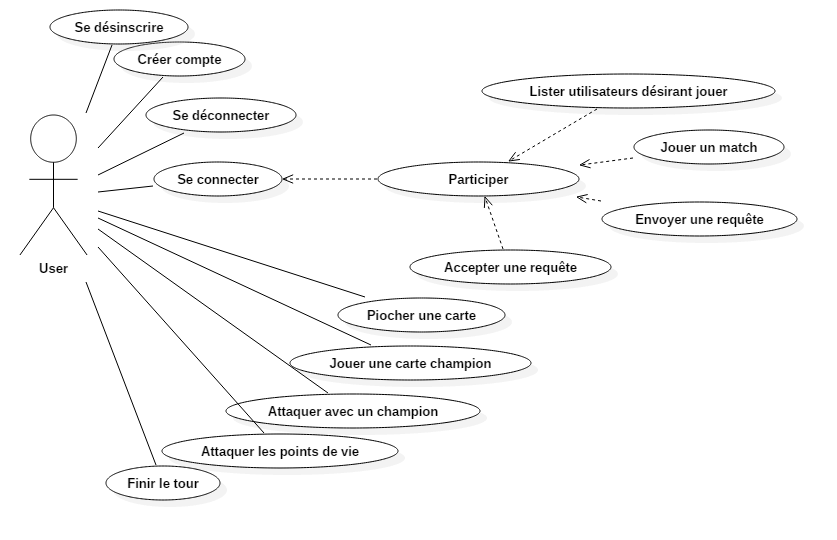 Se désinscrire
Créer compte
Lister utilisateurs désirant jouer
Se déconnecter
Jouer un match
Se connecter
Participer
Envoyer une requête
User
Accepter une requête
Piocher une carte
Jouer une carte champion
Attaquer avec un champion
Attaquer les points de vie
Finir le tour